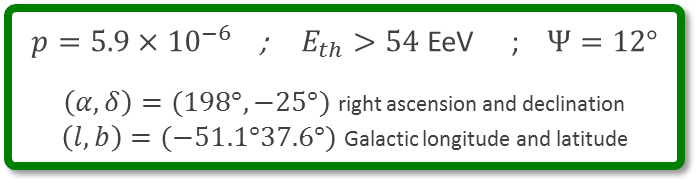 p = 5.9 × 10⁻⁶ ; E_th > 54 EeV ; Ψ = 12°
(α, δ) = (198°, −25°) right ascension and declination
(l, b) = (−51.1°37.6°) Galactic longitude and latitude